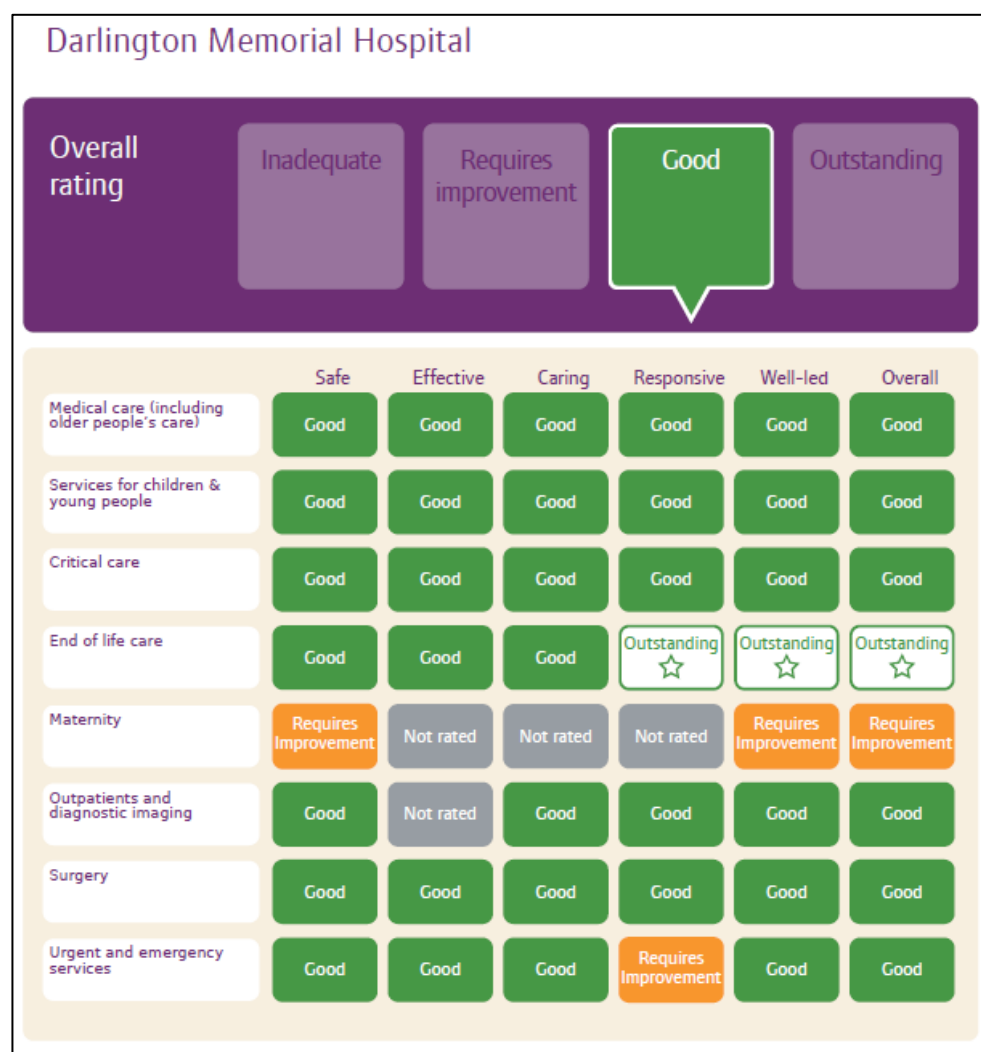 Darlington Memorial Hospital
Overall
rating
Inadequate
Requires
improvement
Good
Outstanding
Safe Effective Caring Responsive Well-led Overall
Medical care (including
older people's care)
Good Good Good Good Good Good
Services for children &
young people
Good Good Good Good Good Good
Critical care
Good Good Good Good Good Good
End of life care
Good Good Good Outstanding Outstanding Outstanding
Maternity
Requires
Improvement
Not rated Not rated Not rated
Requires
Improvement
Requires
Improvement
Outpatients and
diagnostic imaging
Good Not rated Good Good Good Good
Surgery
Good Good Good Good Good Good
Urgent and emergency
services
Good Good Good
Requires
Improvement
Good Good